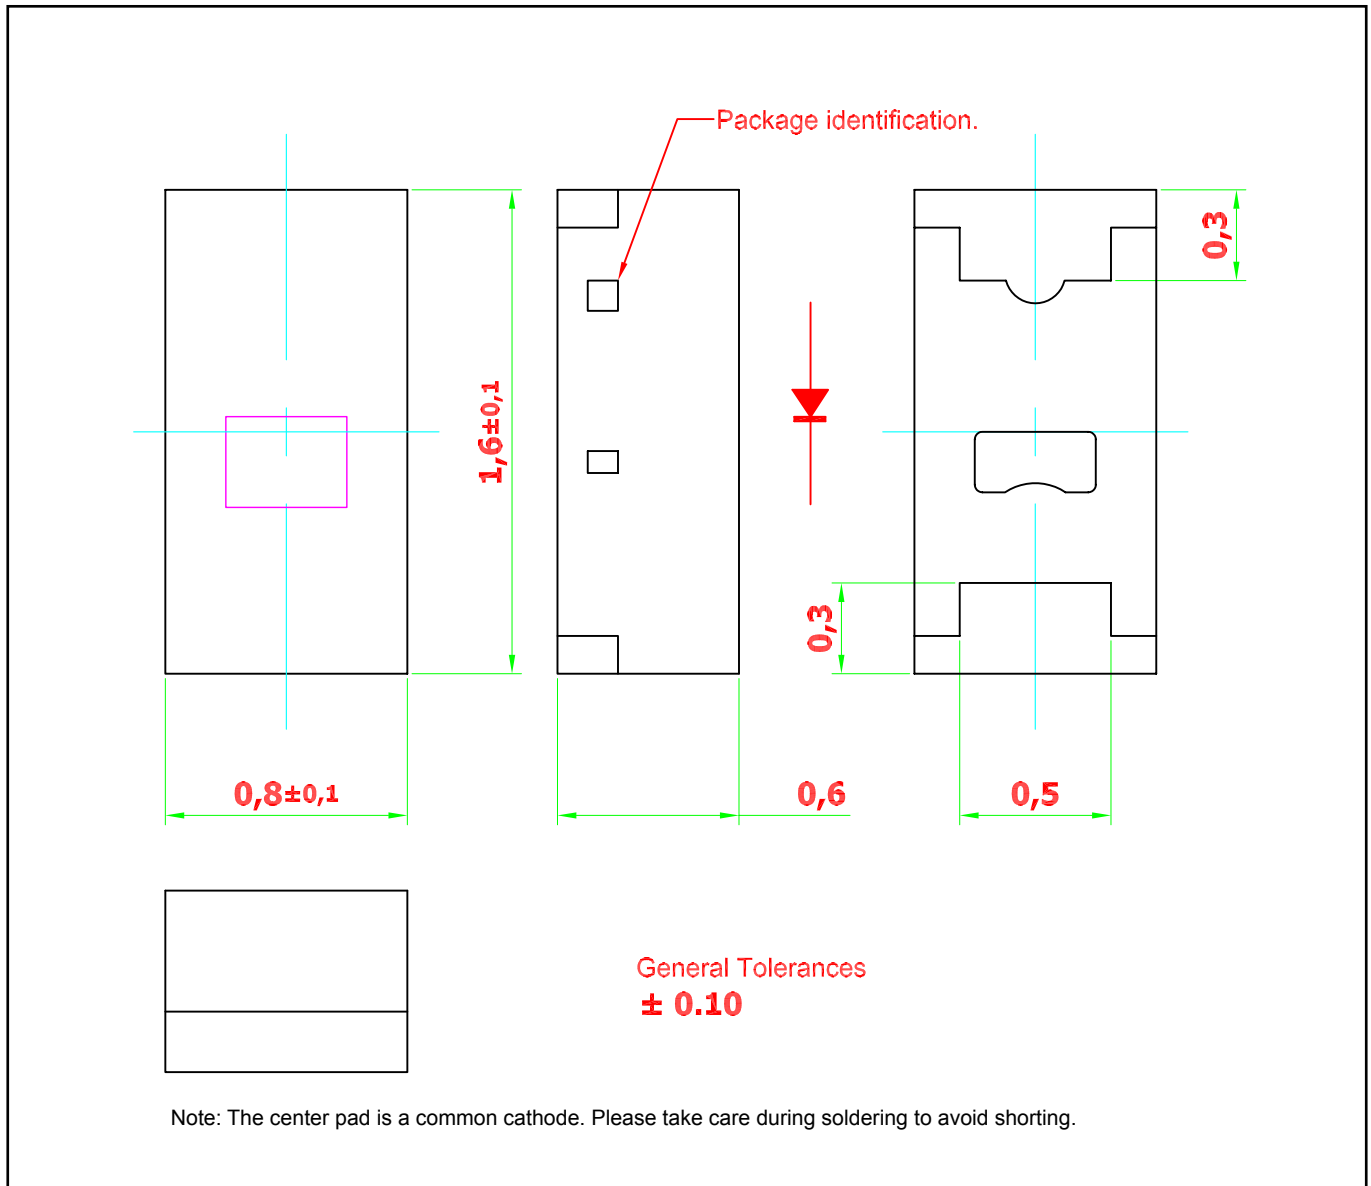 Package identification.
0,3
1,6±0,1
0,3
0,8±0,1
0,6
0,5
General Tolerances
± 0.10
Note: The center pad is a common cathode. Please take care during soldering to avoid shorting.